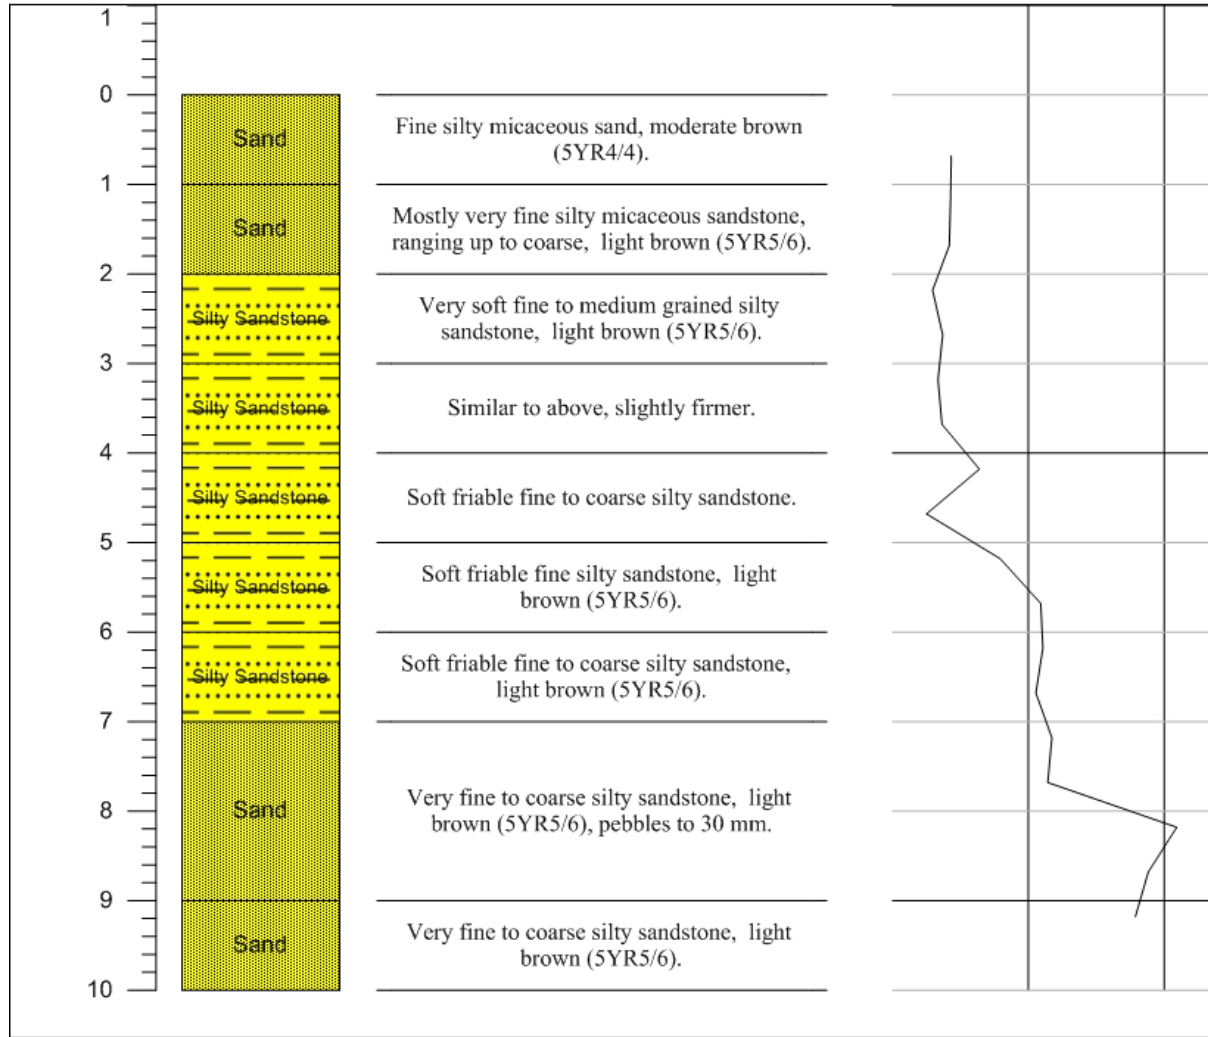 1
0
Sand
Fine silty micaceous sand, moderate brown
(5YR4/4).
1
Sand
Mostly very fine silty micaceous sandstone,
ranging up to coarse, light brown (5YR5/6).
2
Silty Sandstone
Very soft fine to medium grained silty
sandstone, light brown (5YR5/6).
3
Silty Sandstone
Similar to above, slightly firmer.
4
Silty Sandstone
Soft friable fine to coarse silty sandstone.
5
Silty Sandstone
Soft friable fine silty sandstone, light
brown (5YR5/6).
6
Silty Sandstone
Soft friable fine to coarse silty sandstone,
light brown (5YR5/6).
7
Sand
Very fine to coarse silty sandstone, light
brown (5YR5/6), pebbles to 30 mm.
8
9
Sand
Very fine to coarse silty sandstone, light
brown (5YR5/6).
10